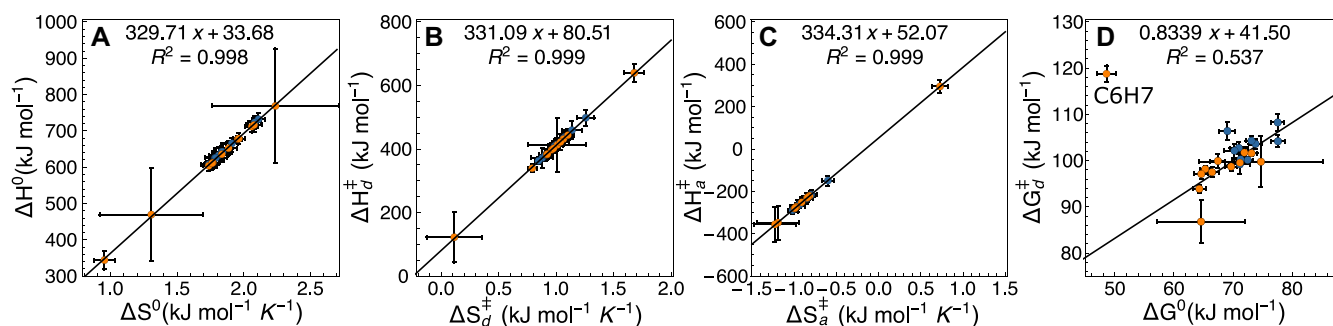 A
329.71 x + 33.68
R² = 0.998
ΔH⁰(kJ mol⁻¹)
1000
900
800
700
600
500
400
300
1.0
1.5
2.0
2.5
ΔS⁰(kJ mol⁻¹ K⁻¹)
B
331.09 x + 80.51
R² = 0.999
ΔH‡d (kJ mol⁻¹)
800
600
400
200
0
0.0
0.5
1.0
1.5
2.0
ΔS‡d (kJ mol⁻¹ K⁻¹)
C
334.31 x + 52.07
R² = 0.999
ΔH‡a (kJ mol⁻¹)
600
400
200
0
−200
−400
−600
−1.5
−1.0
−0.5
0.0
0.5
1.0
1.5
ΔS‡a (kJ mol⁻¹ K⁻¹)
D
0.8339 x + 41.50
R² = 0.537
C6H7
ΔG‡d (kJ mol⁻¹)
130
120
110
100
90
80
50
60
70
80
ΔG⁰(kJ mol⁻¹)